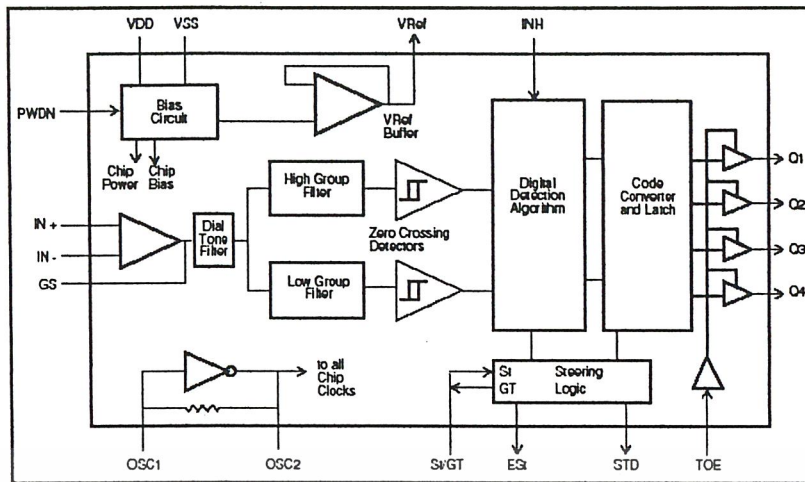 VDD
VSS
VRef
INH
PWDN
Bias
Circuit
VRef
Buffer
Chip
Power
Chip
Bias
High Group
Filter
Digital
Detection
Algorithm
Code
Converter
and Latch
Q1
Q2
Q3
Q4
IN +
IN -
GS
Dial
Tone
Filter
Zero Crossing
Detectors
Low Group
Filter
to all
Chip
Clocks
St
GT
Steering
Logic
OSC1
OSC2
St/GT
ESt
STD
TOE